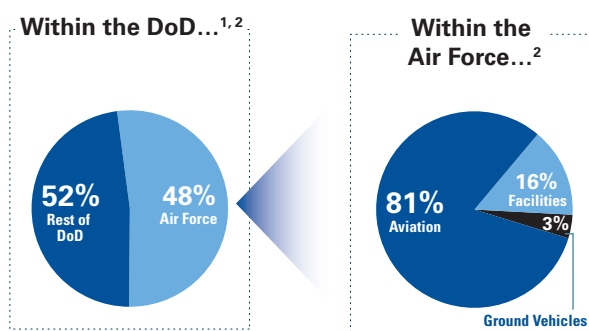 Within the DoD...1, 2
52%
Rest of
DoD
48%
Air Force
Within the
Air Force...2
81%
Aviation
16%
Facilities
3%
Ground Vehicles